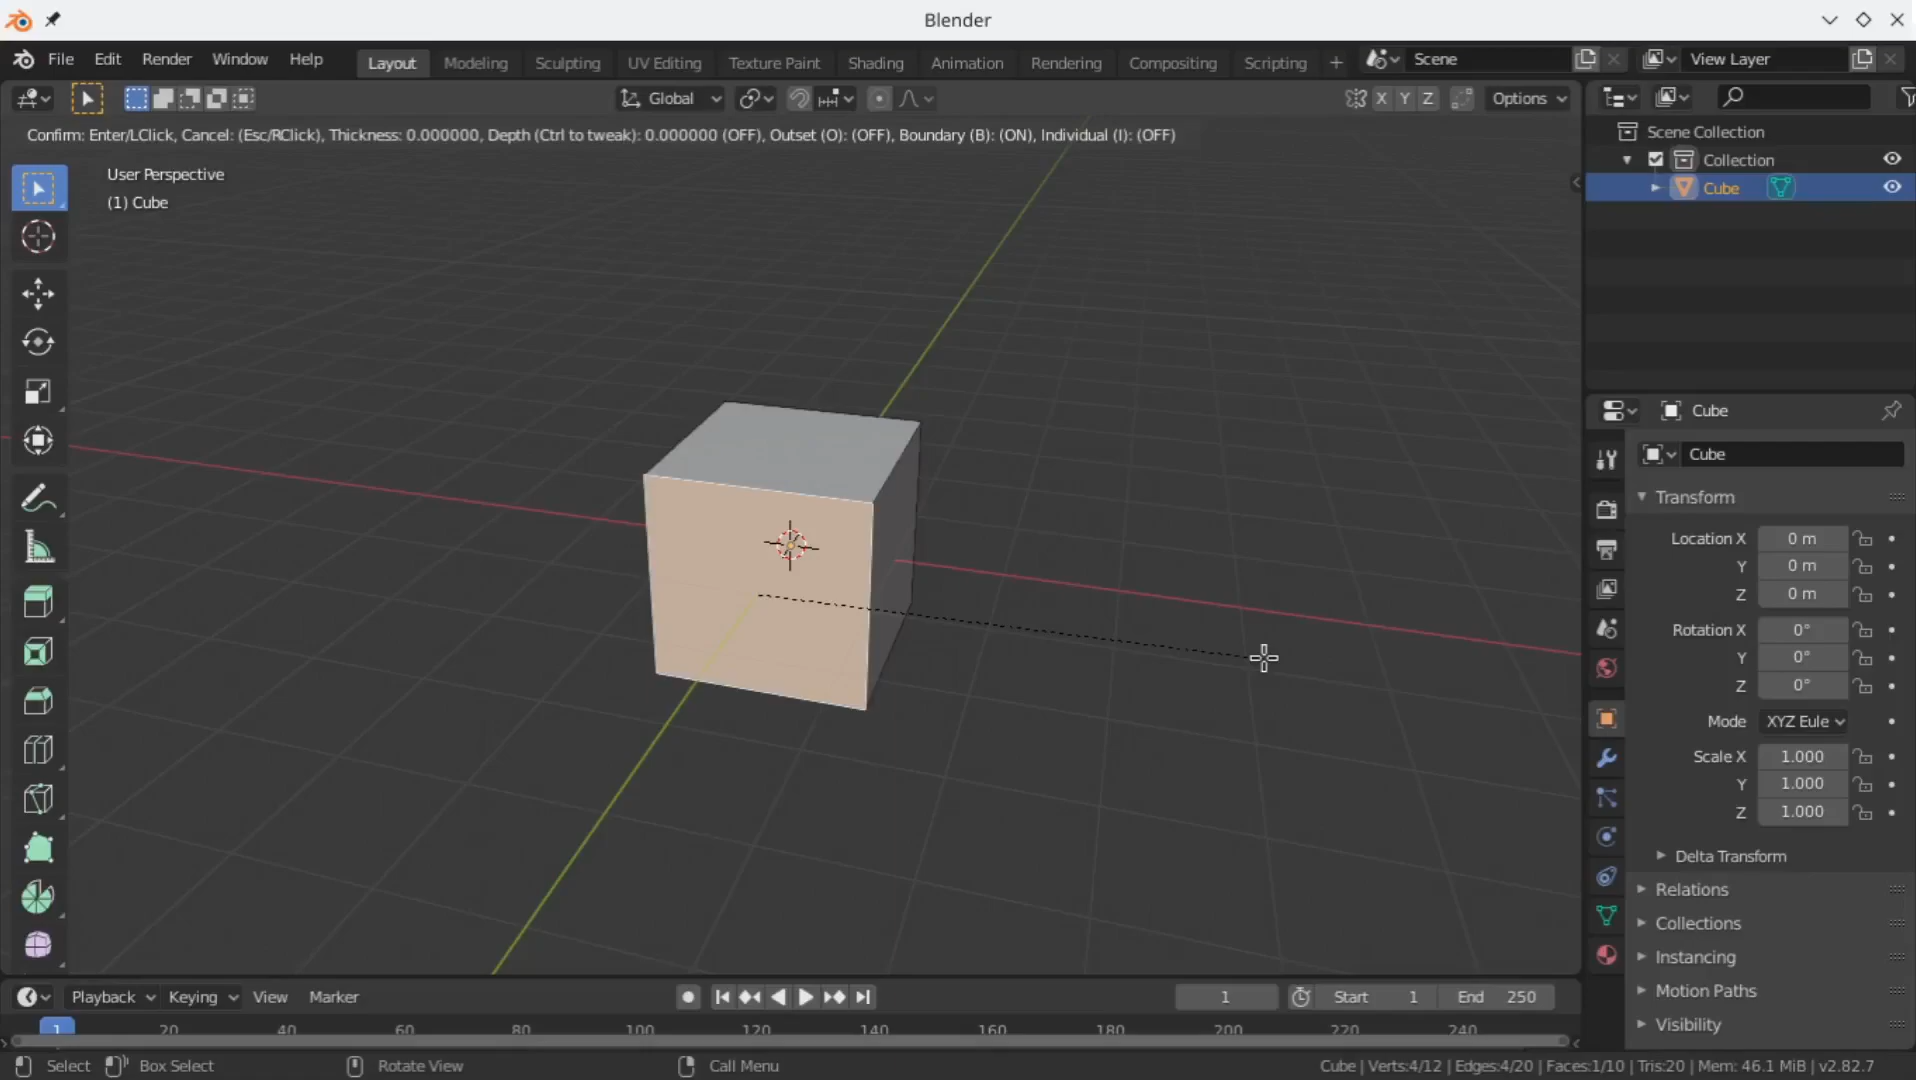 Blender
File Edit Render Window Help Layout Modeling Sculpting UV Editing Texture Paint Shading Animation Rendering Compositing Scripting + Scene View Layer
Global X Y Z Options
Confirm: Enter/LClick, Cancel: (Esc/RClick), Thickness: 0.000000, Depth (Ctrl to tweak): 0.000000 (OFF), Outset (O): (OFF), Boundary (B): (ON), Individual (I): (OFF)
User Perspective
(1) Cube
Scene Collection
Collection
Cube
Cube
Cube
Transform
Location X 0 m
Y 0 m
Z 0 m
Rotation X 0°
Y 0°
Z 0°
Mode XYZ Eule
Scale X 1.000
Y 1.000
Z 1.000
Delta Transform
Relations
Collections
Instancing
Motion Paths
Visibility
Playback Keying View Marker 1 Start 1 End 250
1 20 40 60 80 100 120 140 160 180 200 220 240
Select Box Select Rotate View Call Menu Cube | Verts:4/12 | Edges:4/20 | Faces:1/10 | Tris:20 | Mem: 46.1 MiB | v2.82.7